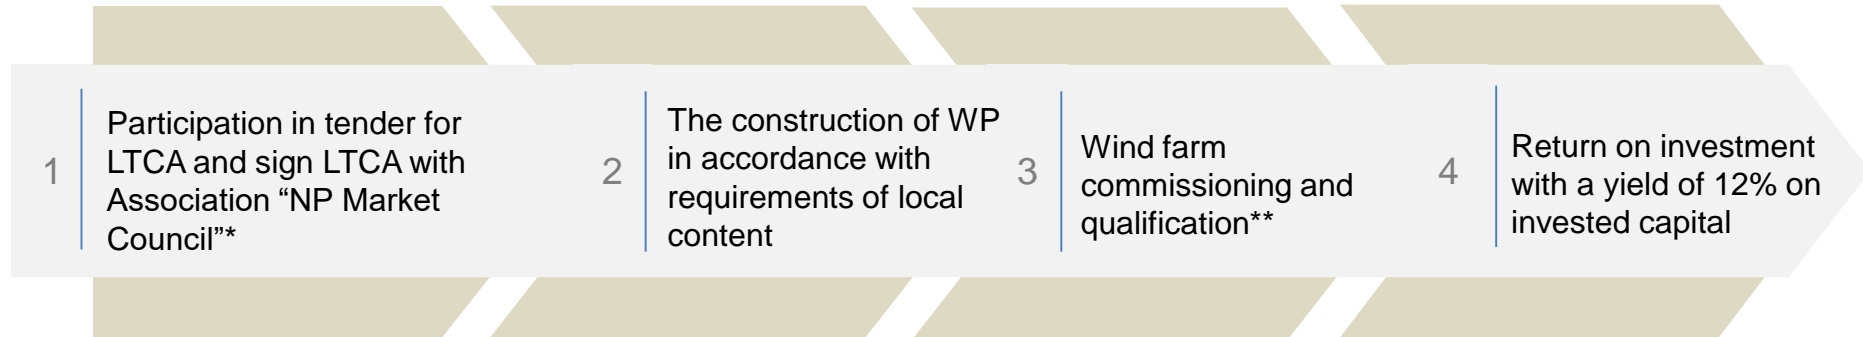 1
Participation in tender for
LTCA and sign LTCA with
Association “NP Market
Council”*
2
The construction of WP
in accordance with
requirements of local
content
3
Wind farm
commissioning and
qualification**
4
Return on investment
with a yield of 12% on
invested capital